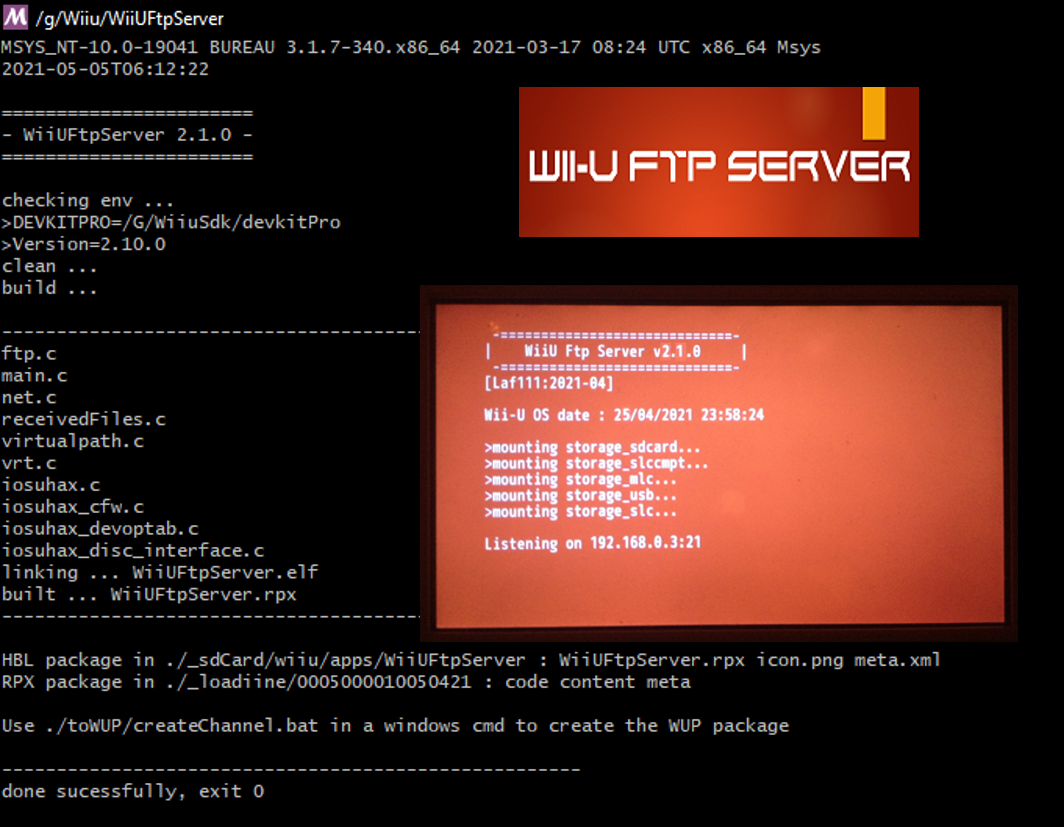 M /g/Wiiu/WiiUFtpServer
MSYS_NT-10.0-19041 BUREAU 3.1.7-340.x86_64 2021-03-17 08:24 UTC x86_64 Msys
2021-05-05T06:12:22
=======================
- WiiUFtpServer 2.1.0 -
=======================
checking env ...
>DEVKITPRO=/G/WiiuSdk/devkitPro
>Version=2.10.0
clean ...
build ...
---------------------------------------
ftp.c
main.c
net.c
receivedFiles.c
virtualpath.c
vrt.c
iosuhax.c
iosuhax_cfw.c
iosuhax_devoptab.c
iosuhax_disc_interface.c
linking ... WiiUFtpServer.elf
built ... WiiUFtpServer.rpx
---------------------------------------
HBL package in ./_sdCard/wiiu/apps/WiiUFtpServer : WiiUFtpServer.rpx icon.png meta.xml
RPX package in ./_loadiine/0005000010050421 : code content meta
Use ./toWUP/createChannel.bat in a windows cmd to create the WUP package
-----------------------------------------------------
done sucessfully, exit 0
WII-U FTP SERVER
-=============================-
| WiiU Ftp Server v2.1.0 |
-=============================-
[Laf111:2021-04]
Wii-U OS date : 25/04/2021 23:58:24
>mounting storage_sdcard...
>mounting storage_slccmpt...
>mounting storage_mlc...
>mounting storage_usb...
>mounting storage_slc...
Listening on 192.168.0.3:21